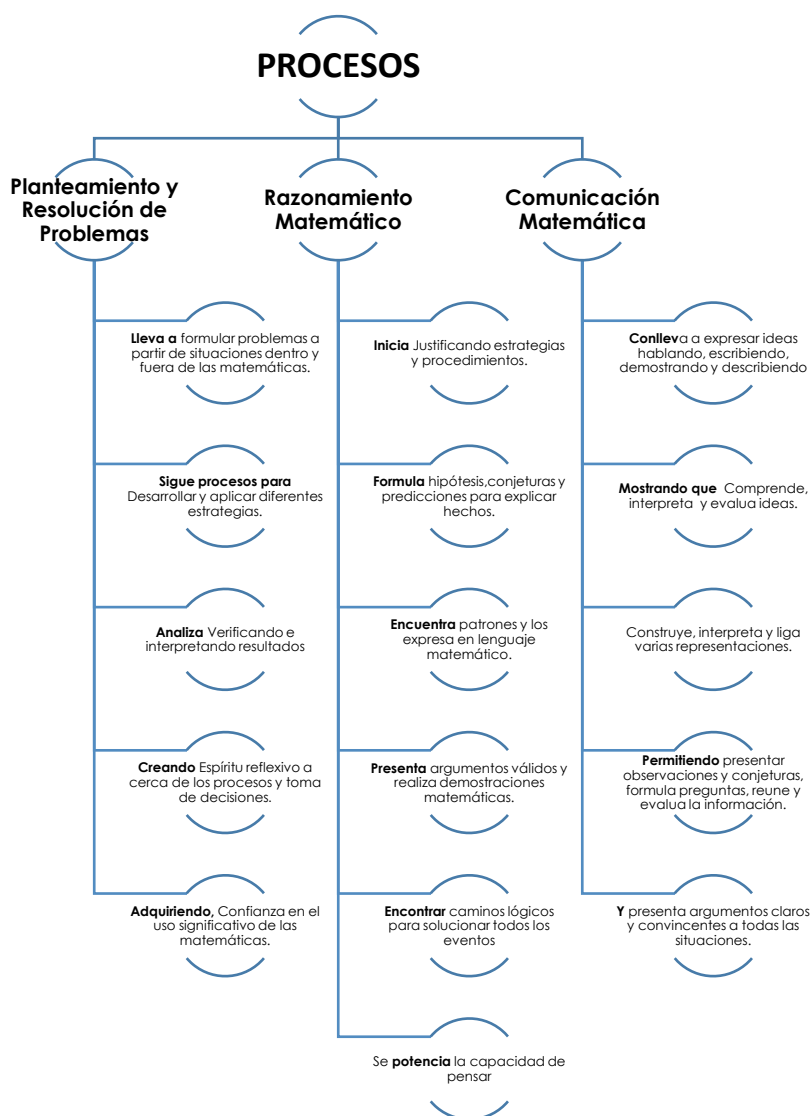 PROCESOS
Planteamiento y
Resolución de
Problemas
Lleva a formular problemas a
partir de situaciones dentro y
fuera de las matemáticas.
Sigue procesos para
Desarrollar y aplicar diferentes
estrategias.
Analiza Verificando e
interpretando resultados
Creando Espíritu reflexivo a
cerca de los procesos y toma
de decisiones.
Adquiriendo, Confianza en el
uso significativo de las
matemáticas.
Razonamiento
Matemático
Inicia Justificando estrategias
y procedimientos.
Formula hipótesis,conjeturas y
predicciones para explicar
hechos.
Encuentra patrones y los
expresa en lenguaje
matemático.
Presenta argumentos válidos y
realiza demostraciones
matemáticas.
Encontrar caminos lógicos
para solucionar todos los
eventos
Se potencia la capacidad de
pensar
Comunicación
Matemática
Conlleva a expresar ideas
hablando, escribiendo,
demostrando y describiendo
Mostrando que Comprende,
interpreta y evalua ideas.
Construye, interpreta y liga
varias representaciones.
Permitiendo presentar
observaciones y conjeturas,
formula preguntas, reune y
evalua la información.
Y presenta argumentos claros
y convincentes a todas las
situaciones.